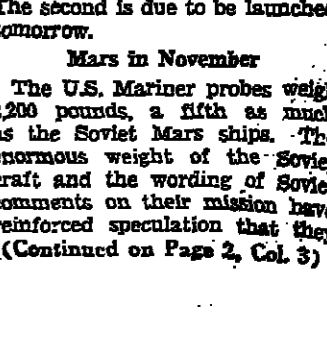 The second is due to be launched
tomorrow.
Mars in November
The U.S. Mariner probes weigh
2,200 pounds, a fifth as much
as the Soviet Mars ships. The
enormous weight of the Soviet
craft and the wording of Soviet
comments on their mission have
reinforced speculation that they
(Continued on Page 2, Col. 3)